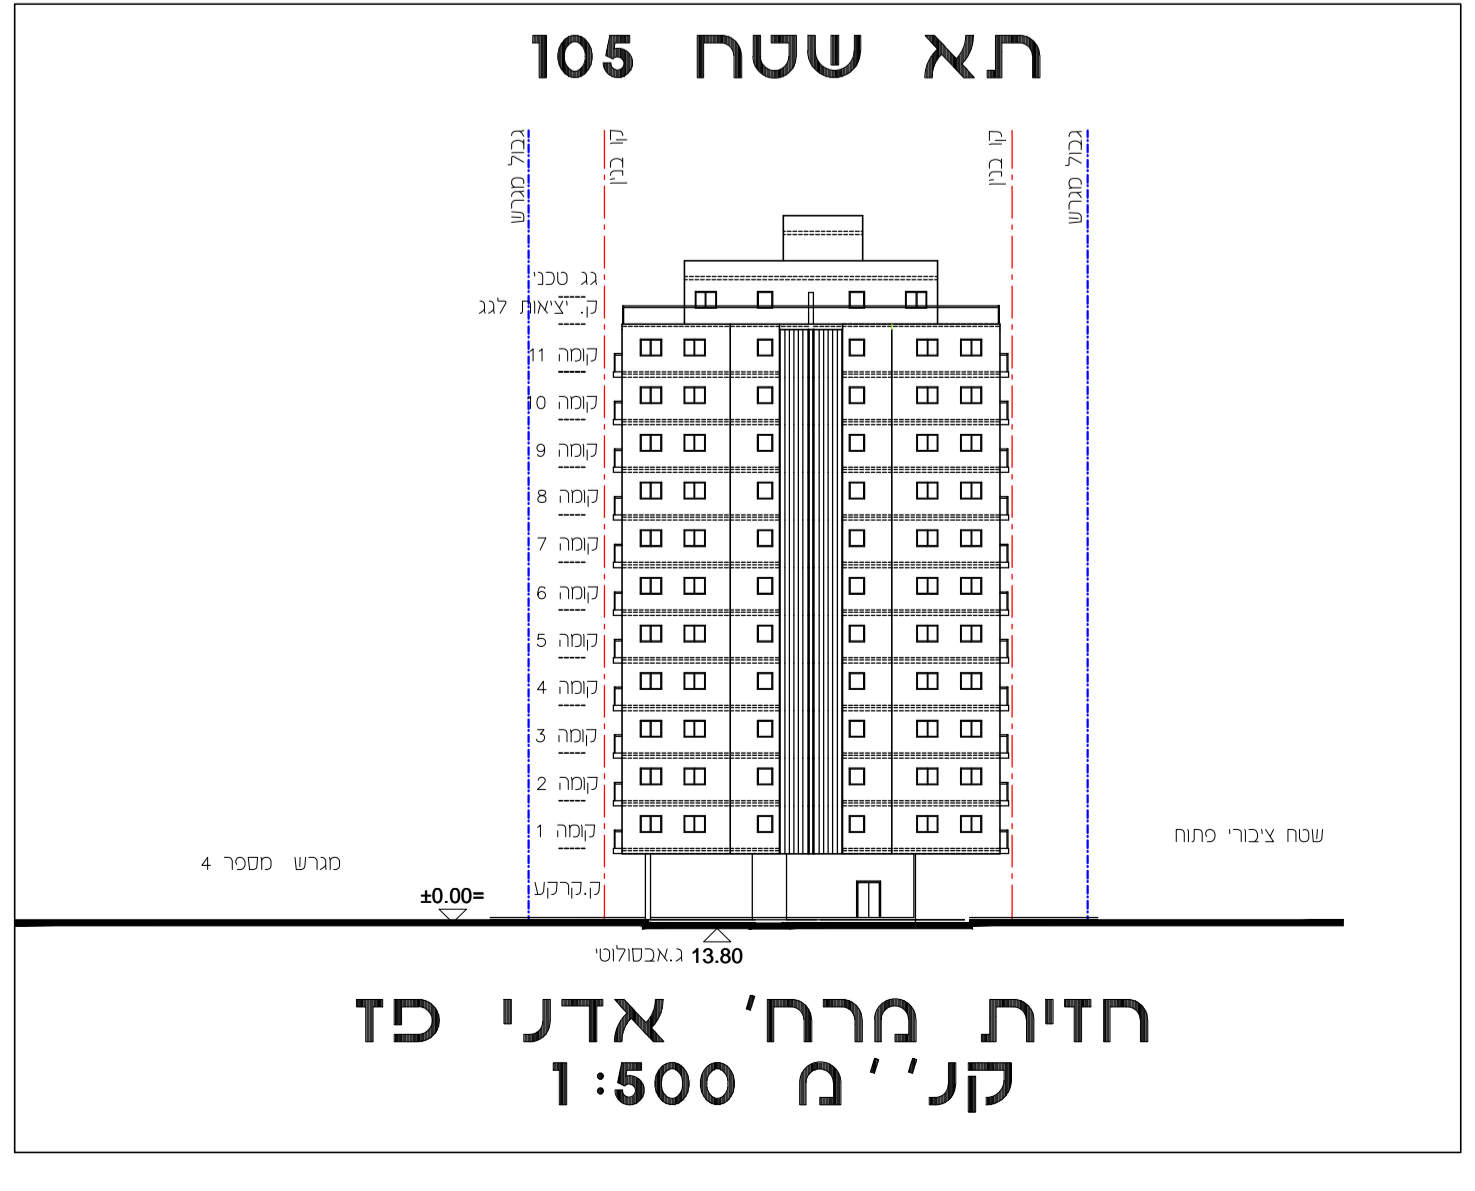 תא שטח 105
גבול מגרש
קו בנין
קו בנין
גבול מגרש
גג טכני
ק. יציאות לגג
קומה 11
קומה 10
קומה 9
קומה 8
קומה 7
קומה 6
קומה 5
קומה 4
קומה 3
קומה 2
קומה 1
ק.קרקע
שטח ציבורי פתוח
מגרש מספר 4
±0.00=
13.80 ג.אבסולוטי
חזית מרח' אדני פז
קנ''מ 1:500